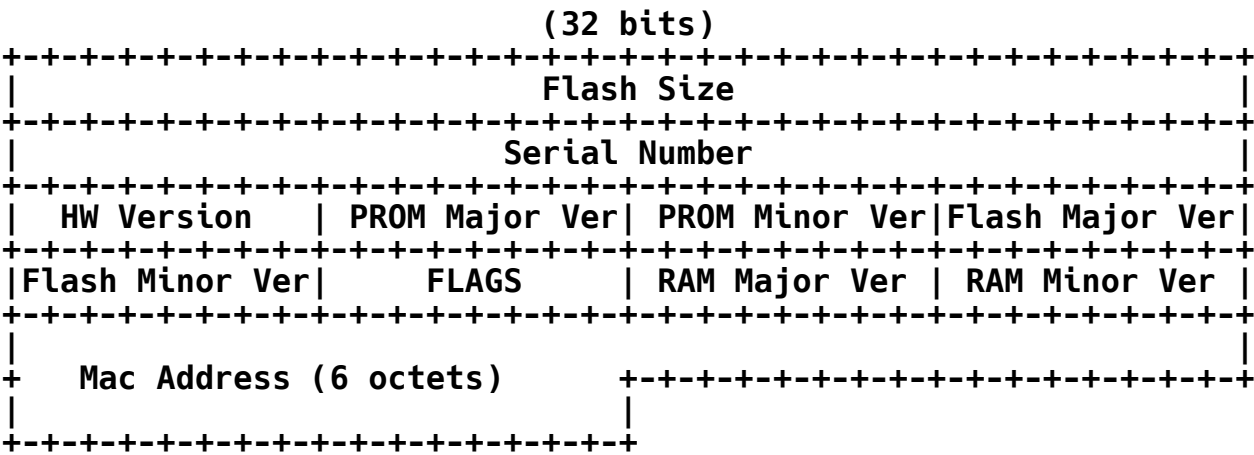 (32 bits)
+-+-+-+-+-+-+-+-+-+-+-+-+-+-+-+-+-+-+-+-+-+-+-+-+-+-+-+-+-+-+-+-+
|                           Flash Size                          |
+-+-+-+-+-+-+-+-+-+-+-+-+-+-+-+-+-+-+-+-+-+-+-+-+-+-+-+-+-+-+-+-+
|                         Serial Number                         |
+-+-+-+-+-+-+-+-+-+-+-+-+-+-+-+-+-+-+-+-+-+-+-+-+-+-+-+-+-+-+-+-+
|  HW Version   | PROM Major Ver| PROM Minor Ver|Flash Major Ver|
+-+-+-+-+-+-+-+-+-+-+-+-+-+-+-+-+-+-+-+-+-+-+-+-+-+-+-+-+-+-+-+-+
|Flash Minor Ver|     FLAGS     | RAM Major Ver | RAM Minor Ver |
+-+-+-+-+-+-+-+-+-+-+-+-+-+-+-+-+-+-+-+-+-+-+-+-+-+-+-+-+-+-+-+-+
|                                                               |
+   Mac Address (6 octets)      +-+-+-+-+-+-+-+-+-+-+-+-+-+-+-+-+
|                               |
+-+-+-+-+-+-+-+-+-+-+-+-+-+-+-+-+